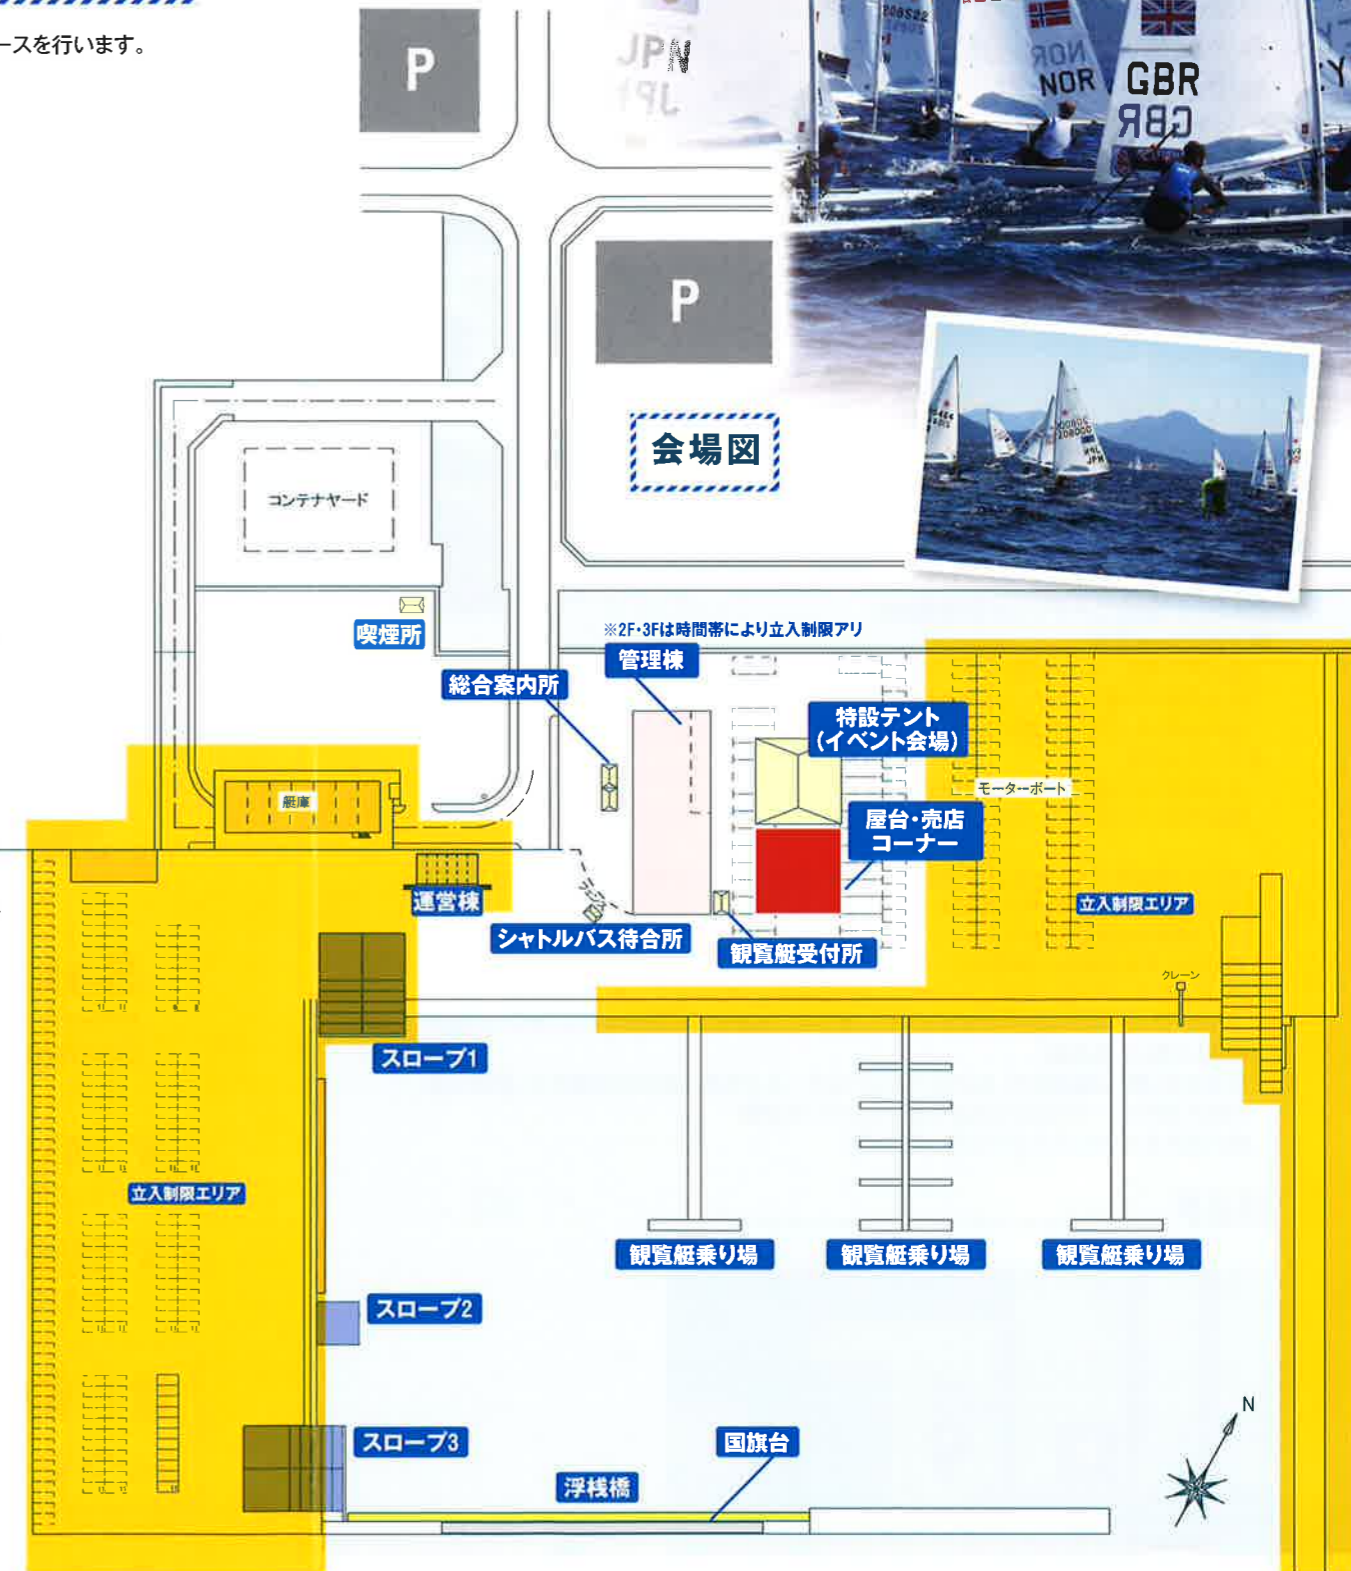 ースを行います。
P
JPN
NOR
NOR
GBR
GBR
P
会場図
コンテナヤード
喫煙所
※2F・3Fは時間帯により立入制限アリ
管理棟
総合案内所
特設テント
(イベント会場)
モーターボート
艇庫
屋台・売店
コーナー
運営棟
立入制限エリア
シャトルバス待合所
観覧艇受付所
クレーン
スロープ1
立入制限エリア
観覧艇乗り場
観覧艇乗り場
観覧艇乗り場
スロープ2
N
スロープ3
国旗台
浮桟橋